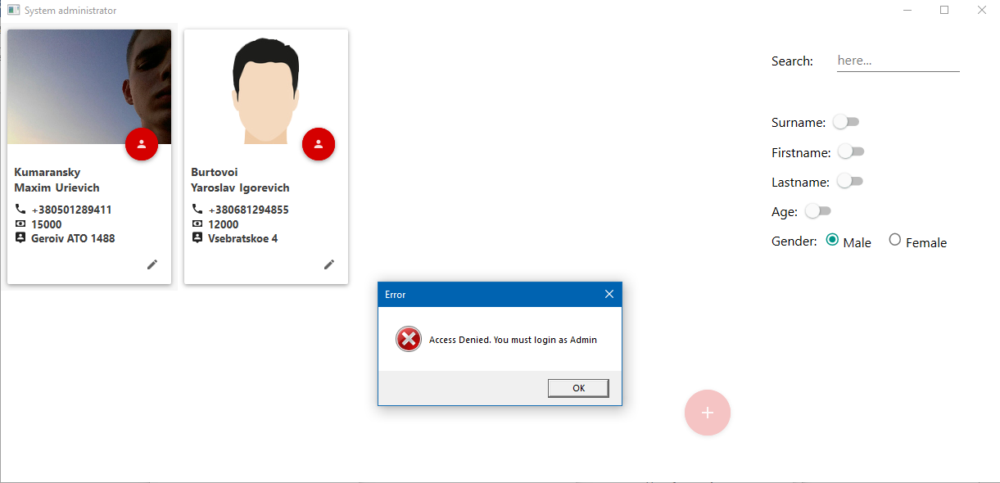 System administrator
Kumaransky
Maxim Urievich
+380501289411
15000
Geroiv ATO 1488
Burtovoi
Yaroslav Igorevich
+380681294855
12000
Vsebratskoe 4
Search: here...
Surname:
Firstname:
Lastname:
Age:
Gender: Male Female
Error
Access Denied. You must login as Admin
OK